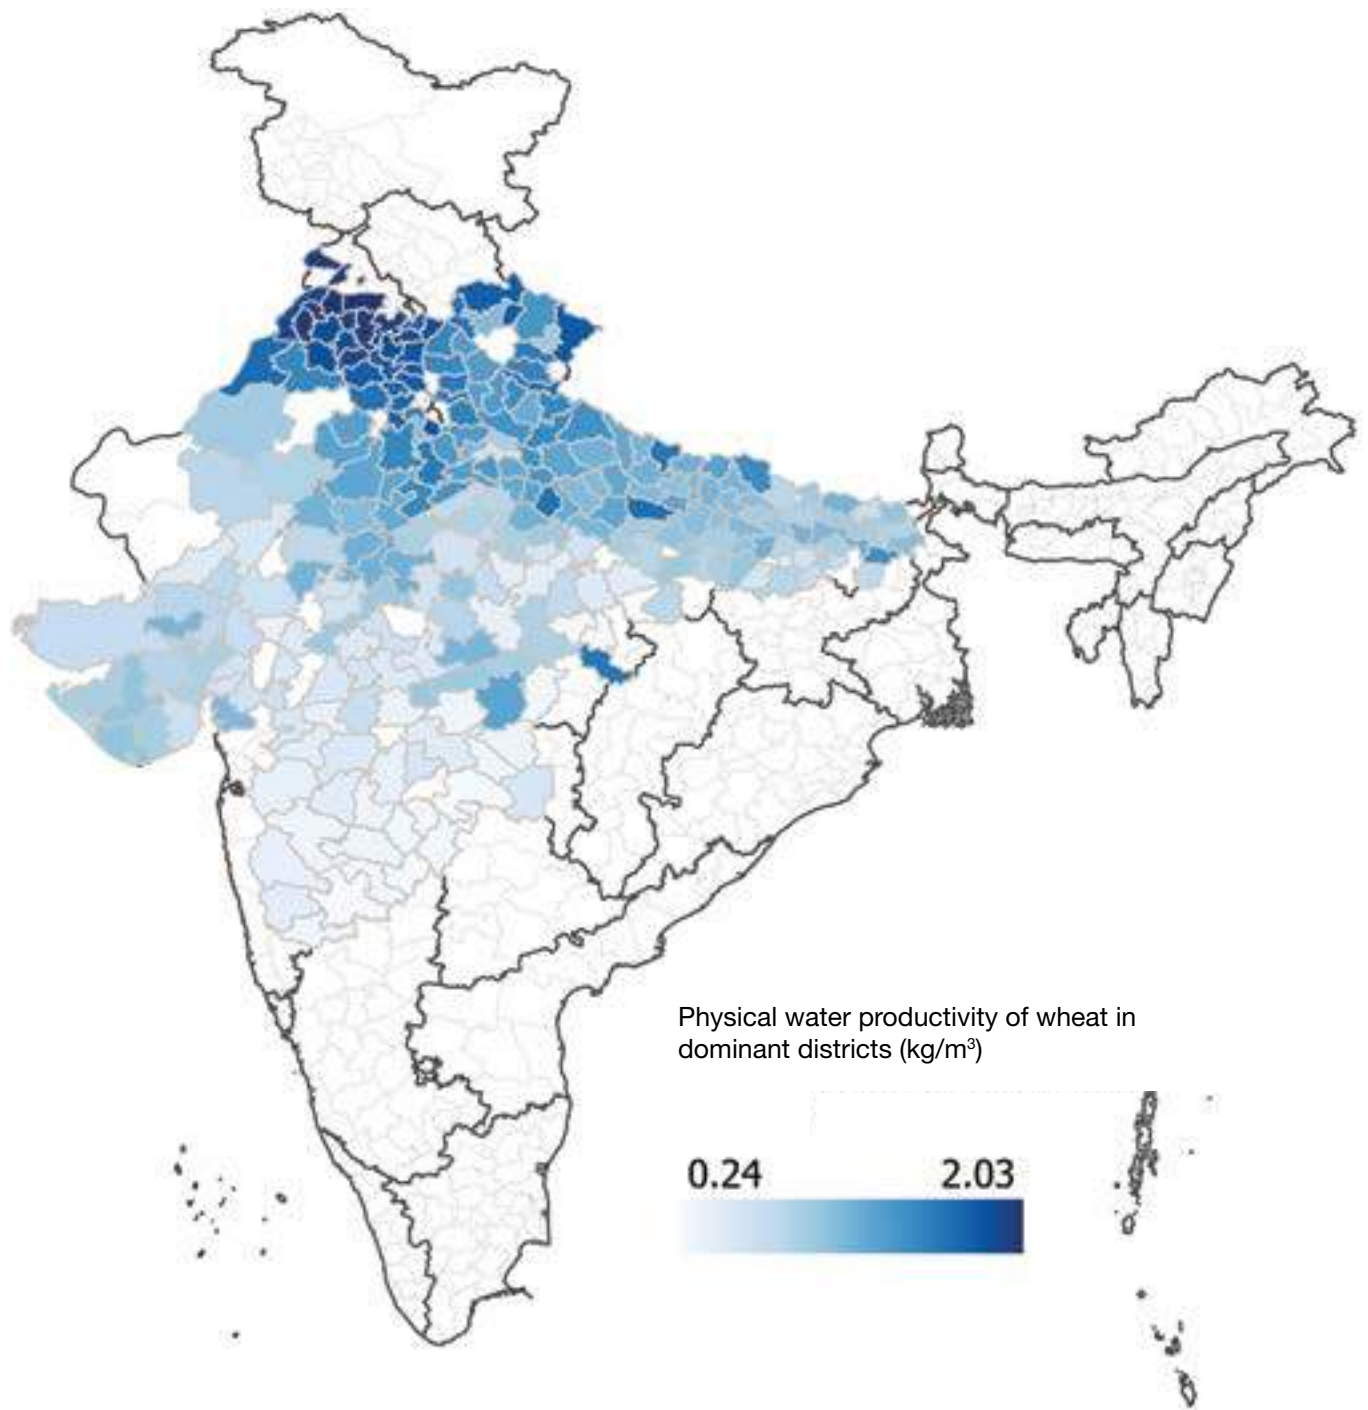 Physical water productivity of wheat in
dominant districts (kg/m³)
0.24 2.03